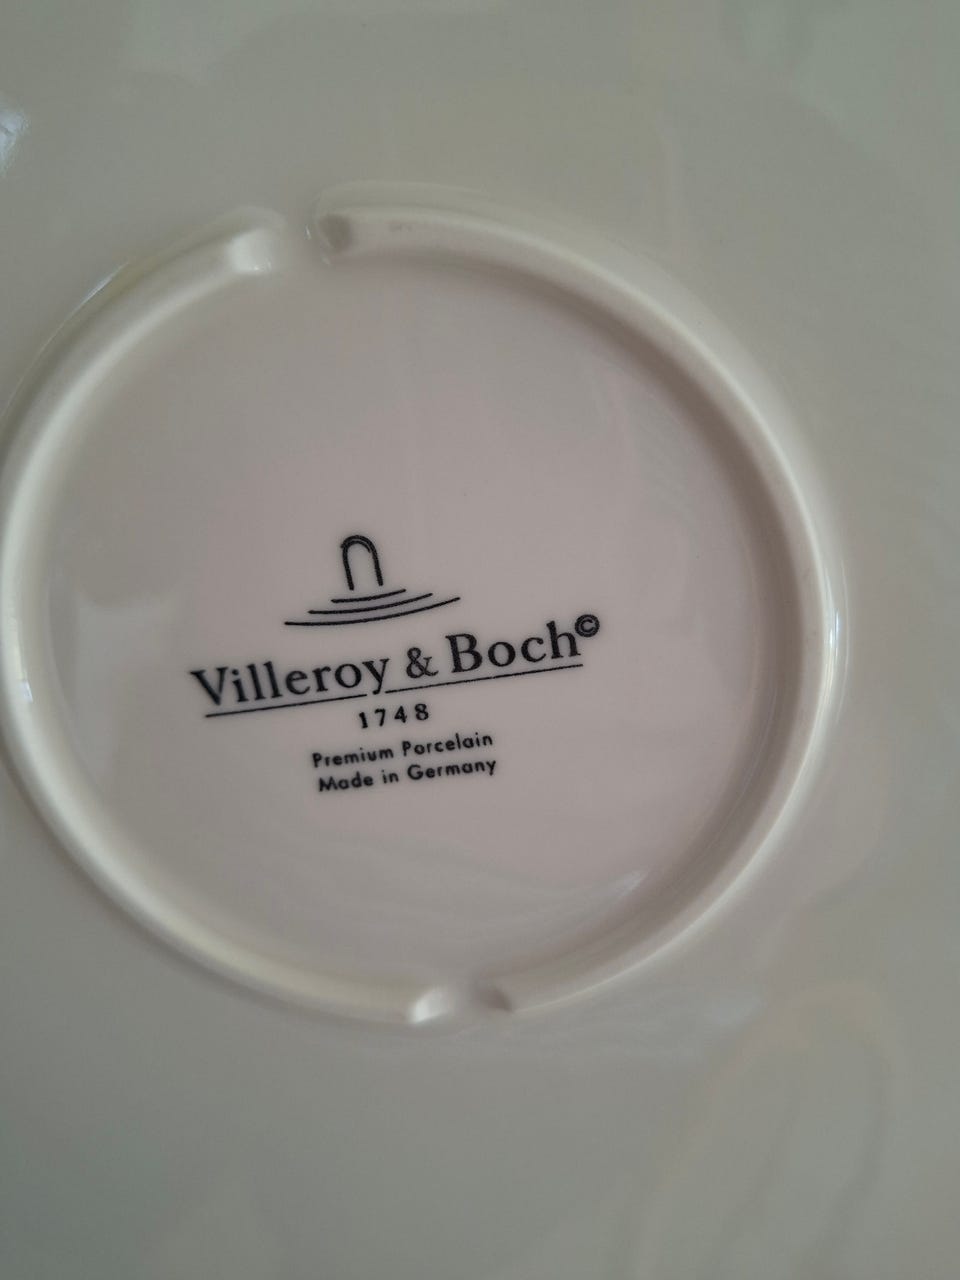 Villeroy & Boch©
1748
Premium Porcelain
Made in Germany